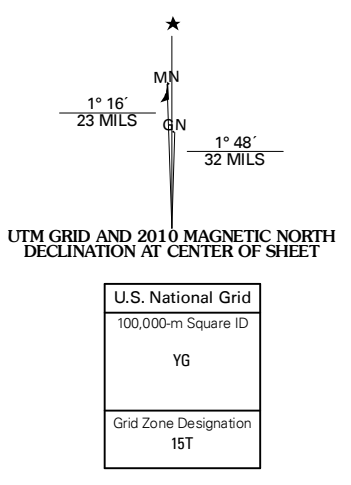 ★
MN
1° 16´
23 MILS
GN
1° 48´
32 MILS
UTM GRID AND 2010 MAGNETIC NORTH
DECLINATION AT CENTER OF SHEET
U.S. National Grid
100,000-m Square ID
YG
Grid Zone Designation
15T